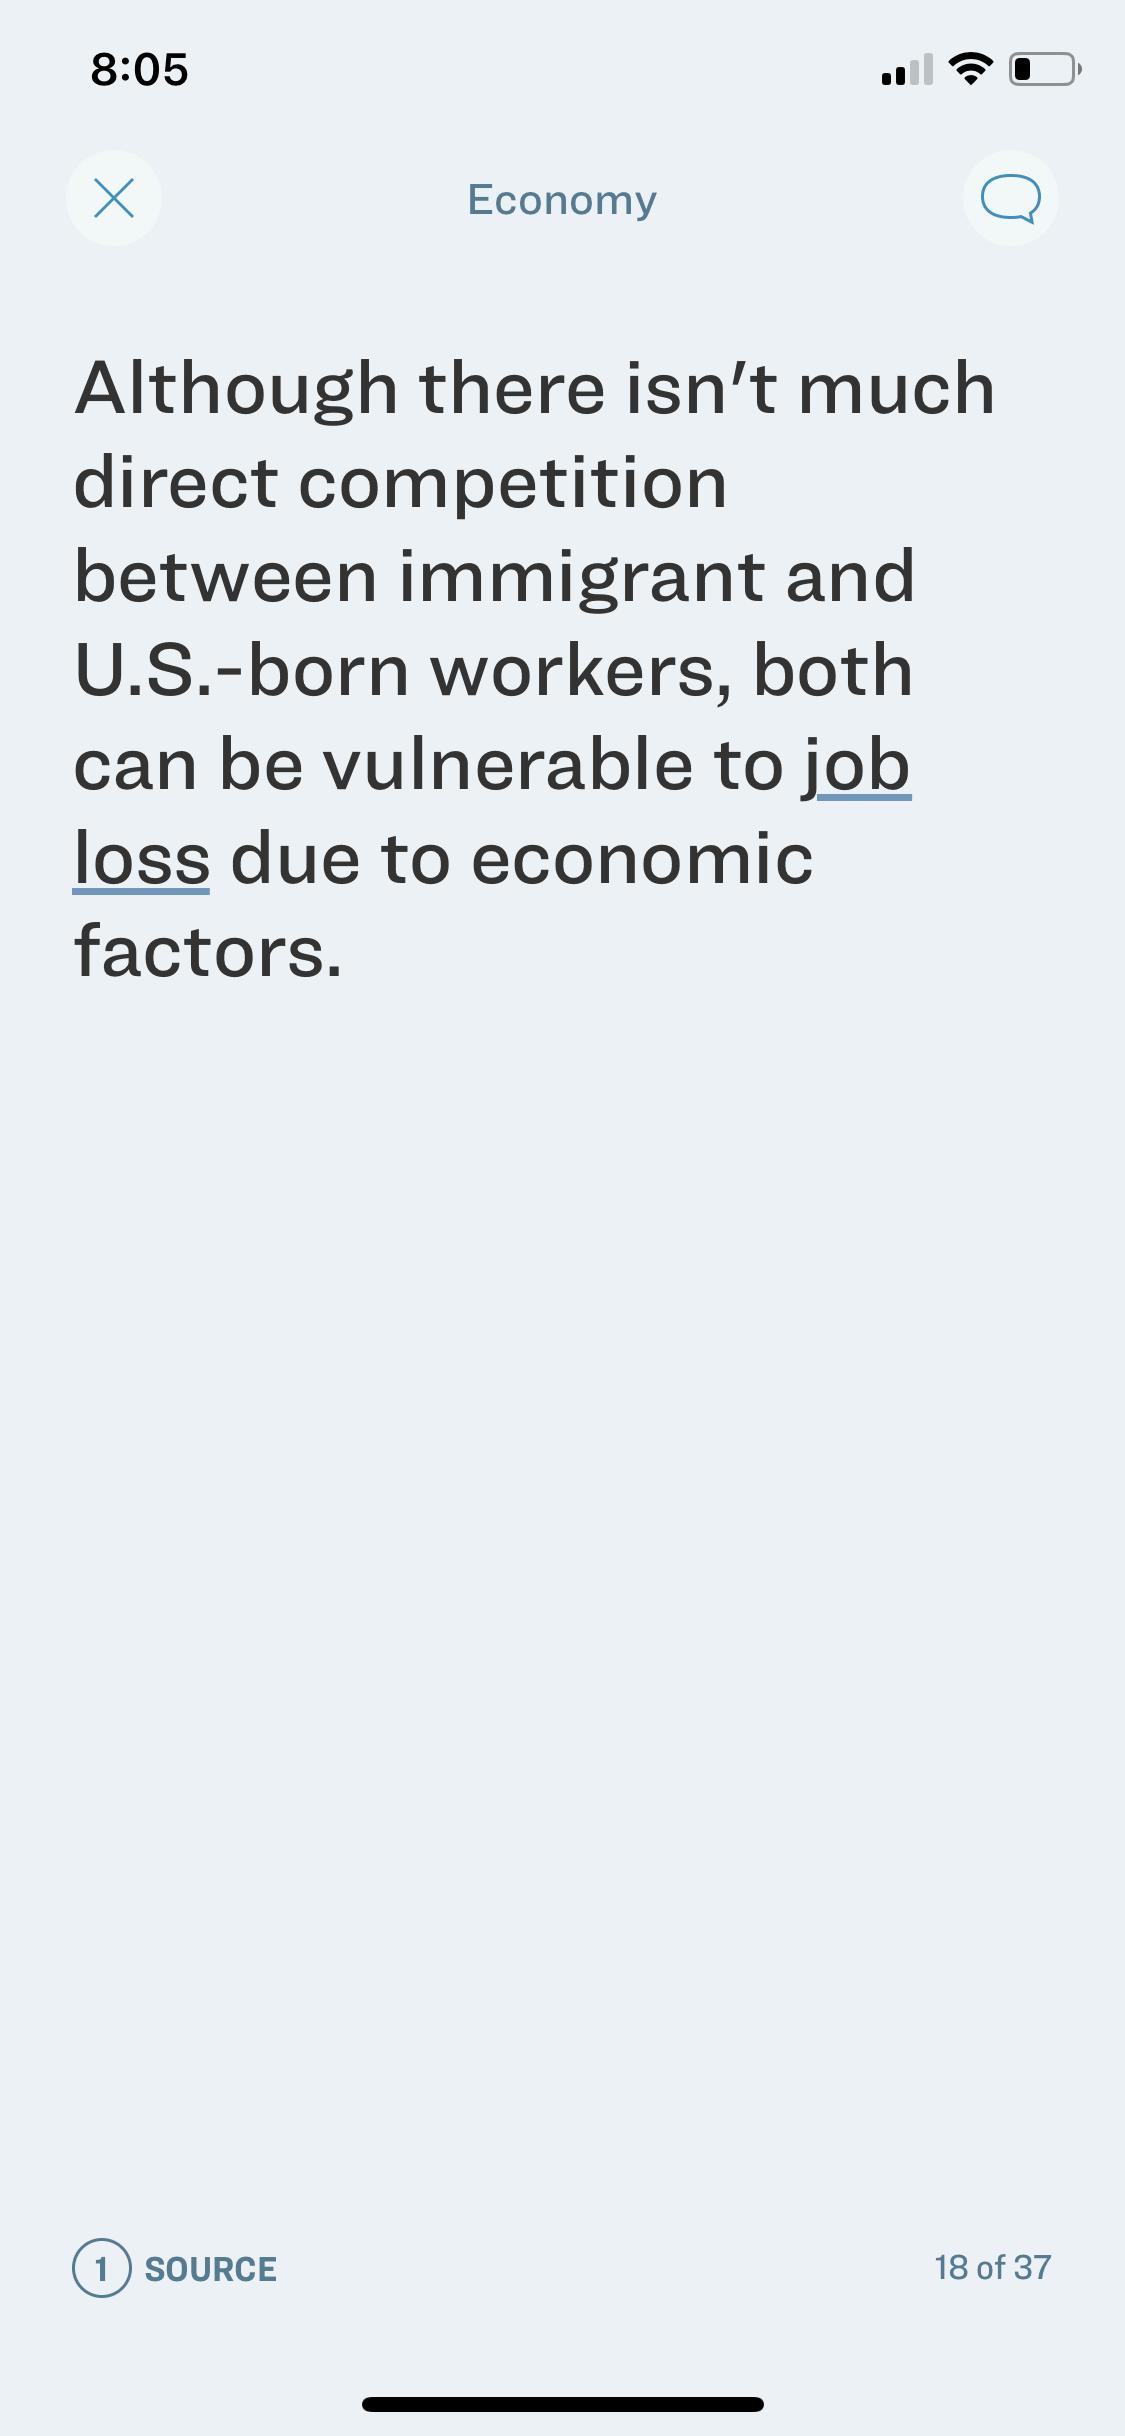 8:05
Economy
Although there isn't much
direct competition
between immigrant and
U.S.-born workers, both
can be vulnerable to job
loss due to economic
factors.
1 SOURCE
18 of 37